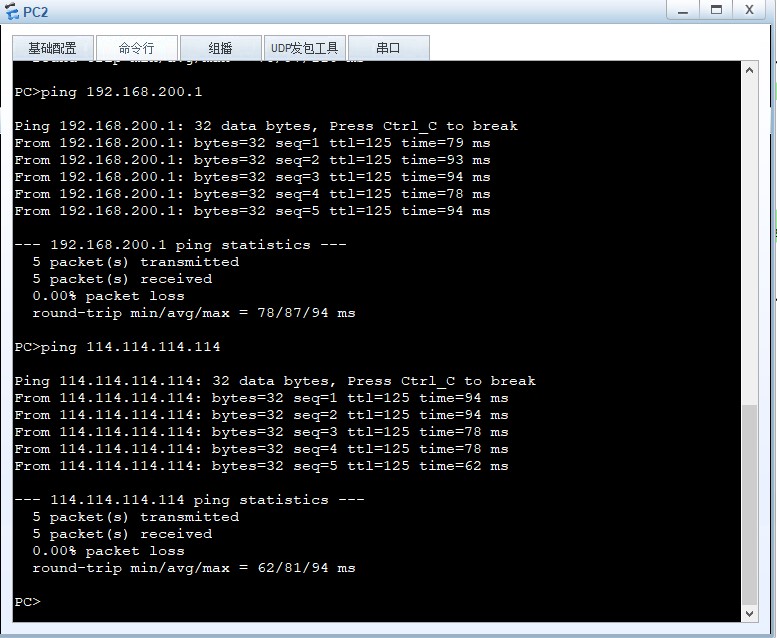 PC2
X
基础配置 命令行 组播 UDP发包工具 串口
PC>ping 192.168.200.1
Ping 192.168.200.1: 32 data bytes, Press Ctrl_C to break
From 192.168.200.1: bytes=32 seq=1 ttl=125 time=79 ms
From 192.168.200.1: bytes=32 seq=2 ttl=125 time=93 ms
From 192.168.200.1: bytes=32 seq=3 ttl=125 time=94 ms
From 192.168.200.1: bytes=32 seq=4 ttl=125 time=78 ms
From 192.168.200.1: bytes=32 seq=5 ttl=125 time=94 ms
--- 192.168.200.1 ping statistics ---
5 packet(s) transmitted
5 packet(s) received
0.00% packet loss
round-trip min/avg/max = 78/87/94 ms
PC>ping 114.114.114.114
Ping 114.114.114.114: 32 data bytes, Press Ctrl_C to break
From 114.114.114.114: bytes=32 seq=1 ttl=125 time=94 ms
From 114.114.114.114: bytes=32 seq=2 ttl=125 time=94 ms
From 114.114.114.114: bytes=32 seq=3 ttl=125 time=78 ms
From 114.114.114.114: bytes=32 seq=4 ttl=125 time=78 ms
From 114.114.114.114: bytes=32 seq=5 ttl=125 time=62 ms
--- 114.114.114.114 ping statistics ---
5 packet(s) transmitted
5 packet(s) received
0.00% packet loss
round-trip min/avg/max = 62/81/94 ms
PC>